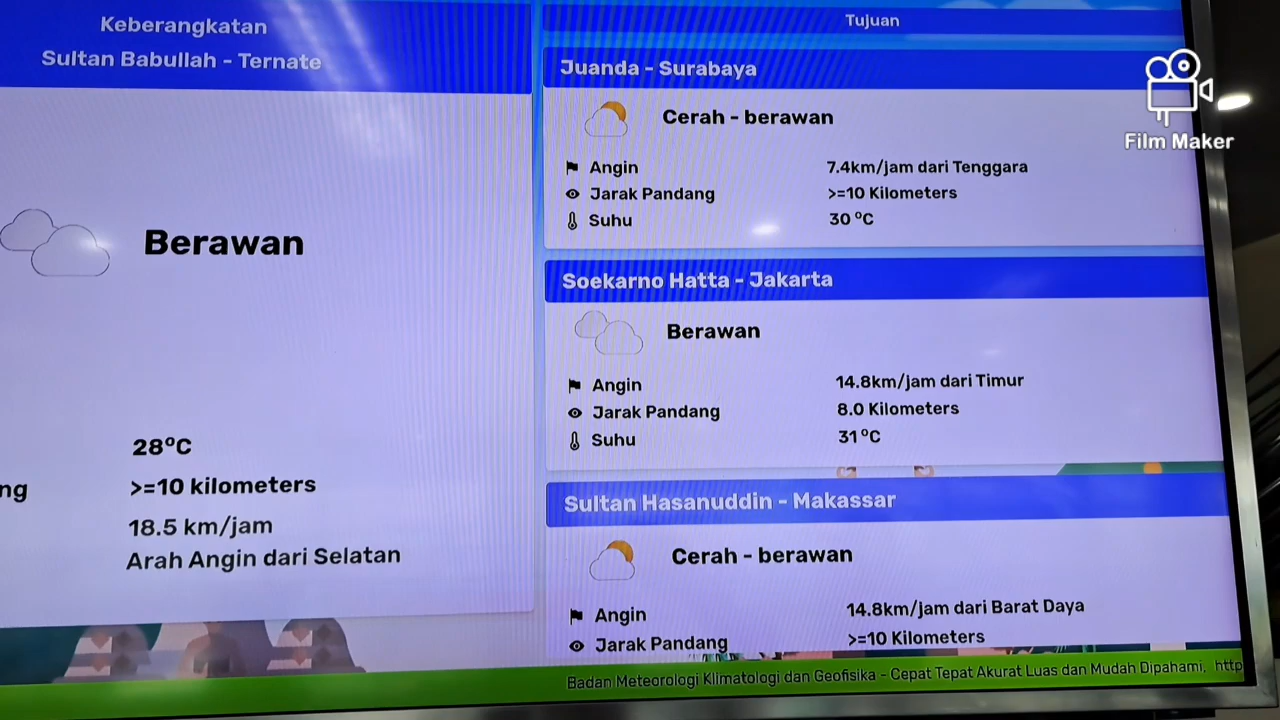 Keberangkatan
Sultan Babullah - Ternate
Berawan
28°C
ng
>=10 kilometers
18.5 km/jam
Arah Angin dari Selatan
Tujuan
Juanda - Surabaya
Cerah - berawan
Angin 7.4km/jam dari Tenggara
Jarak Pandang >=10 Kilometers
Suhu 30 °C
Soekarno Hatta - Jakarta
Berawan
Angin 14.8km/jam dari Timur
Jarak Pandang 8.0 Kilometers
Suhu 31 °C
Sultan Hasanuddin - Makassar
Cerah - berawan
Angin 14.8km/jam dari Barat Daya
Jarak Pandang >=10 Kilometers
Badan Meteorologi Klimatologi dan Geofisika - Cepat Tepat Akurat Luas dan Mudah Dipahami, http
Film Maker